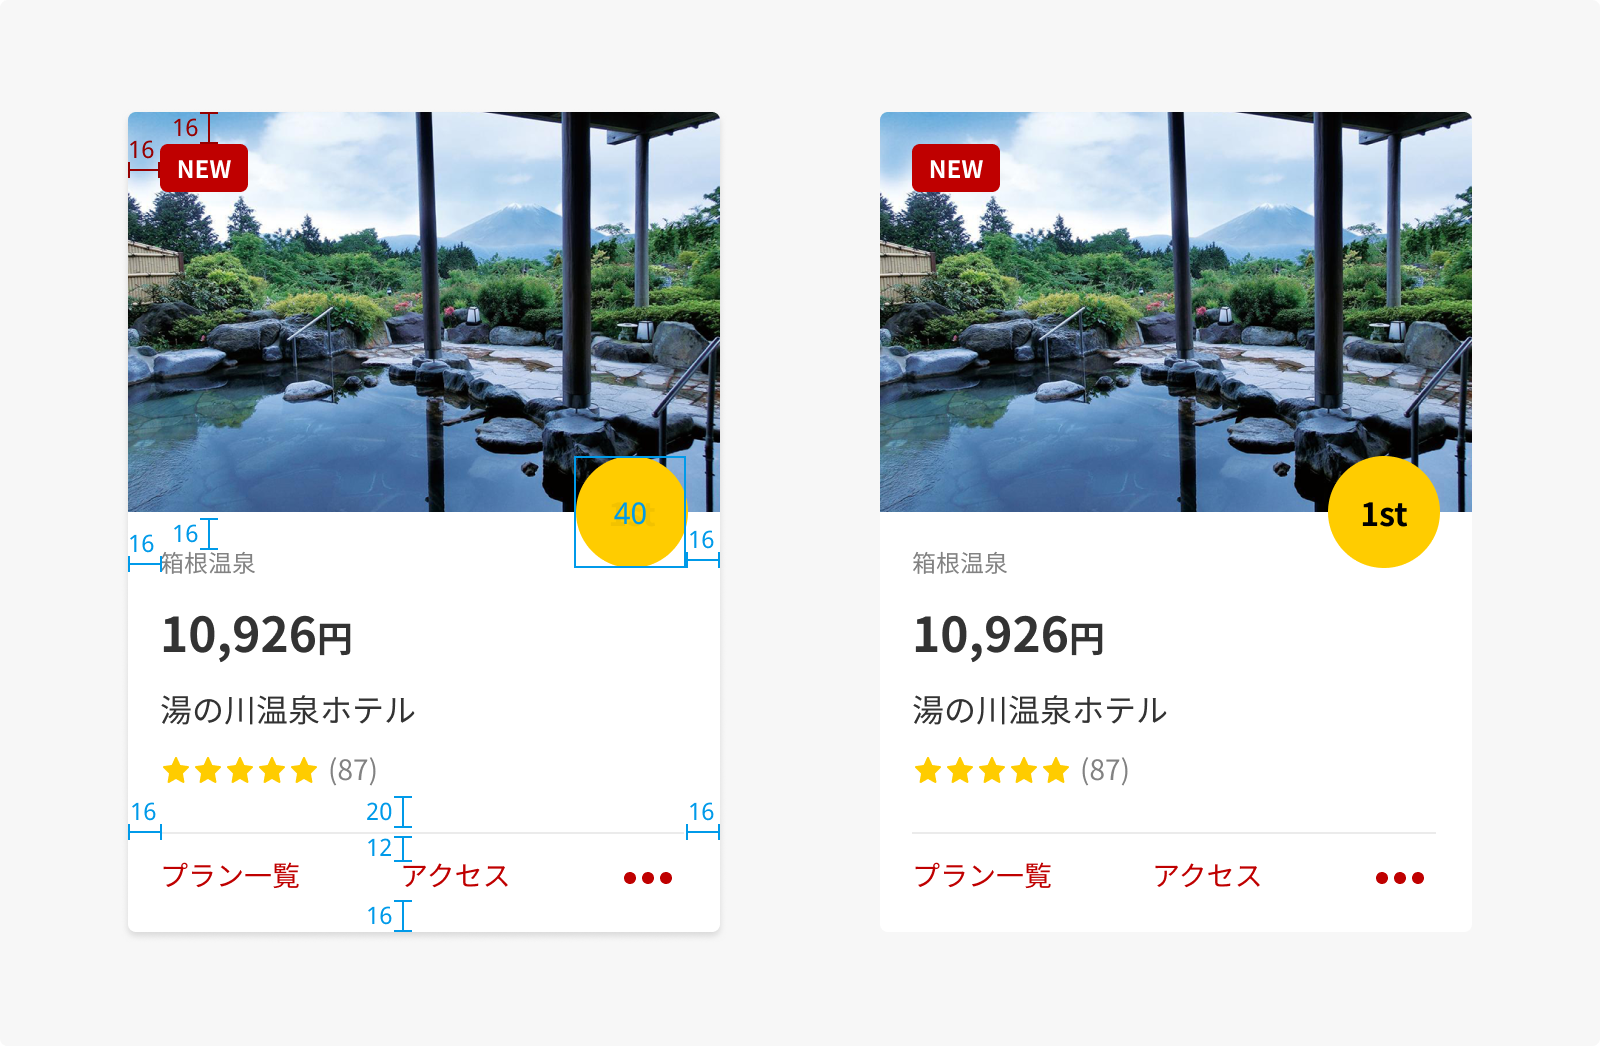 16
16
NEW
40
16
16
16
箱根温泉
10,926円
湯の川温泉ホテル
(87)
20
16
16
12
プラン一覧
アクセス
16
NEW
1st
箱根温泉
10,926円
湯の川温泉ホテル
(87)
プラン一覧
アクセス